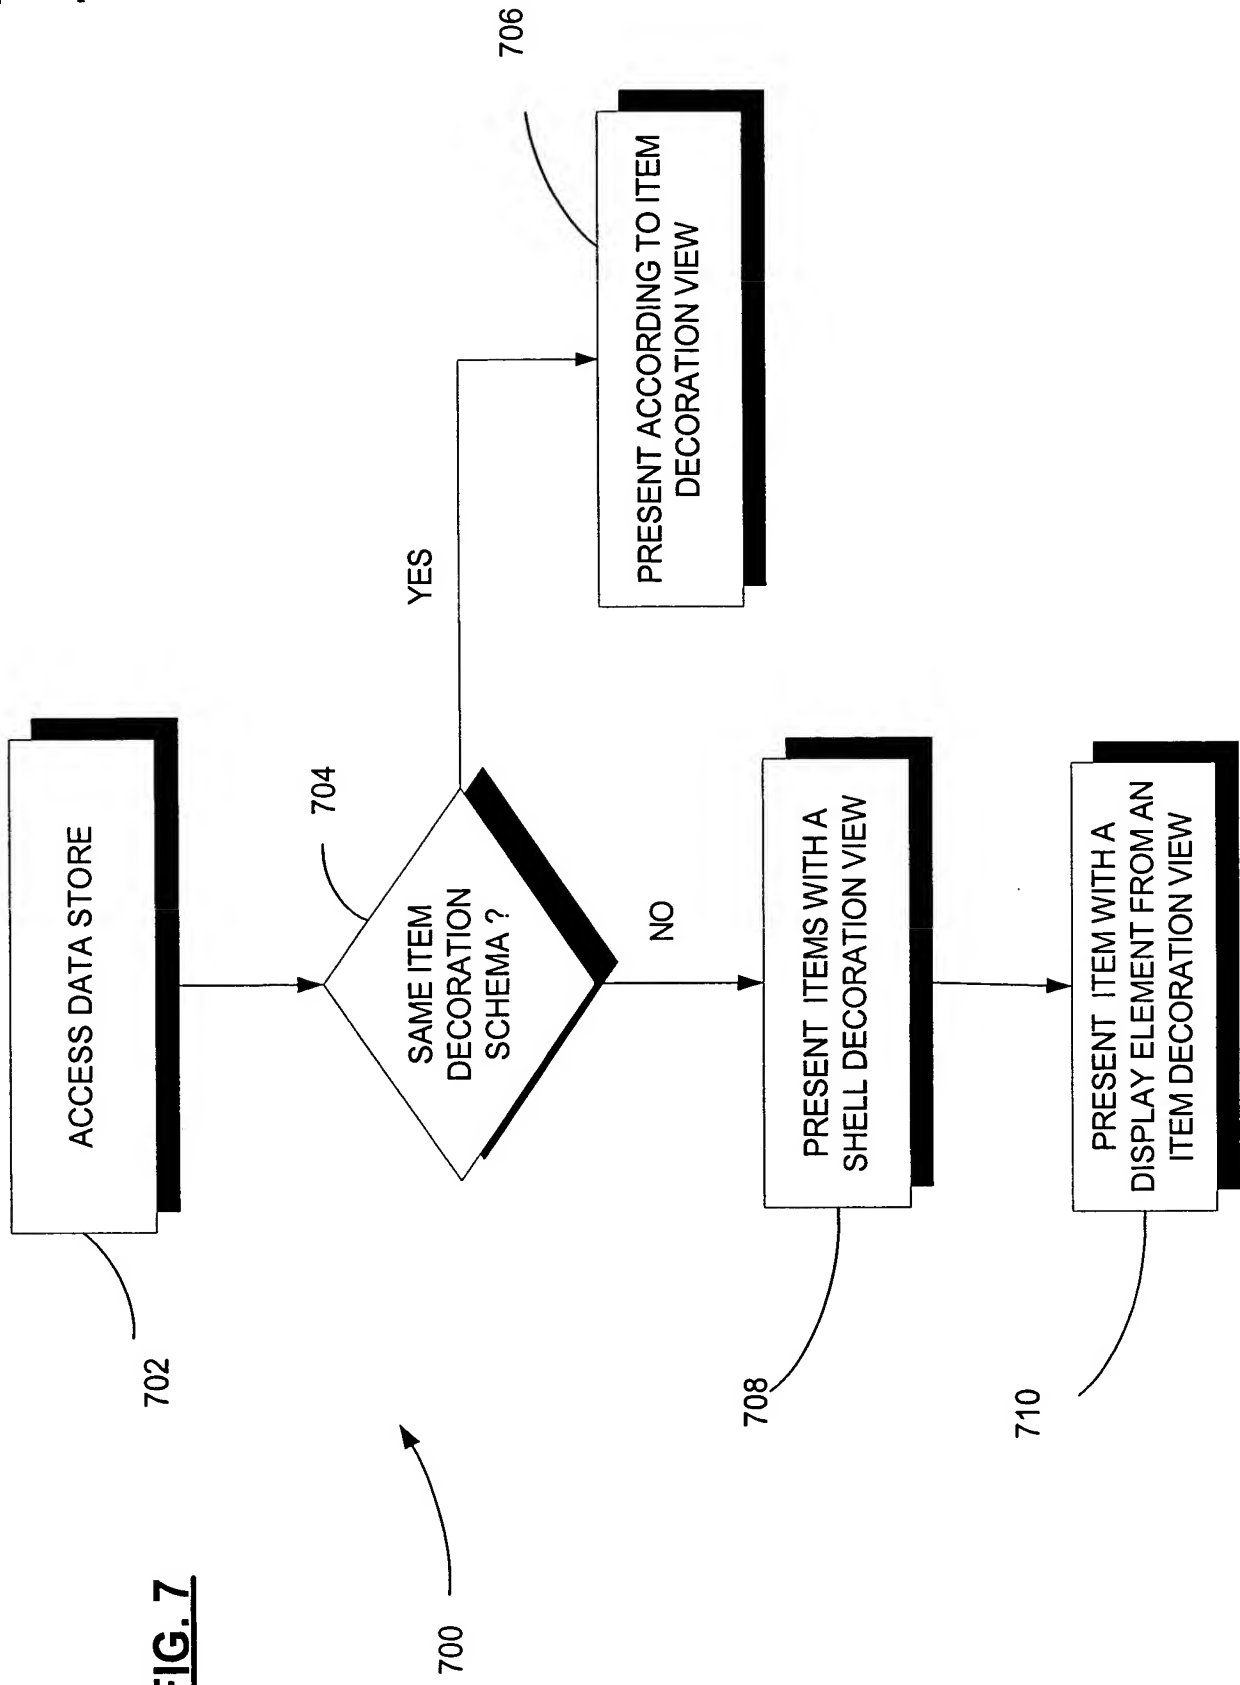 ACCESS DATA STORE
702
704
SAME ITEM
DECORATION
SCHEMA ?
YES
706
PRESENT ACCORDING TO ITEM
DECORATION VIEW
NO
PRESENT ITEMS WITH A
SHELL DECORATION VIEW
708
PRESENT ITEM WITH A
DISPLAY ELEMENT FROM AN
ITEM DECORATION VIEW
710
700
FIG. 7